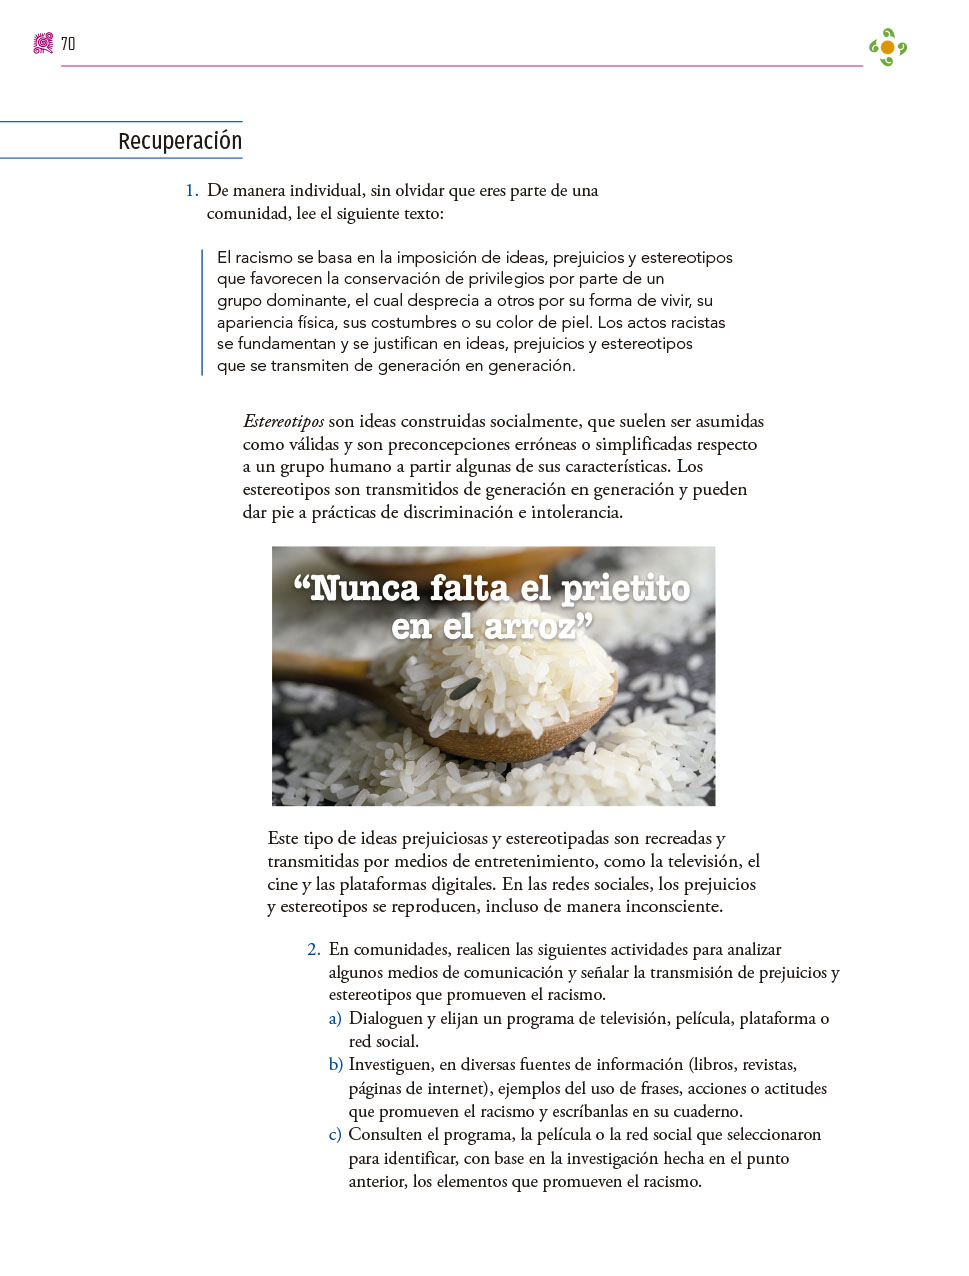 70
Recuperación
1. De manera individual, sin olvidar que eres parte de una
comunidad, lee el siguiente texto:
El racismo se basa en la imposición de ideas, prejuicios y estereotipos
que favorecen la conservación de privilegios por parte de un
grupo dominante, el cual desprecia a otros por su forma de vivir, su
apariencia física, sus costumbres o su color de piel. Los actos racistas
se fundamentan y se justifican en ideas, prejuicios y estereotipos
que se transmiten de generación en generación.
Estereotipos son ideas construidas socialmente, que suelen ser asumidas
como válidas y son preconcepciones erróneas o simplificadas respecto
a un grupo humano a partir algunas de sus características. Los
estereotipos son transmitidos de generación en generación y pueden
dar pie a prácticas de discriminación e intolerancia.
“Nunca falta el prietito
en el arroz”
Este tipo de ideas prejuiciosas y estereotipadas son recreadas y
transmitidas por medios de entretenimiento, como la televisión, el
cine y las plataformas digitales. En las redes sociales, los prejuicios
y estereotipos se reproducen, incluso de manera inconsciente.
2. En comunidades, realicen las siguientes actividades para analizar
algunos medios de comunicación y señalar la transmisión de prejuicios y
estereotipos que promueven el racismo.
a) Dialoguen y elijan un programa de televisión, película, plataforma o
red social.
b) Investiguen, en diversas fuentes de información (libros, revistas,
páginas de internet), ejemplos del uso de frases, acciones o actitudes
que promueven el racismo y escríbanlas en su cuaderno.
c) Consulten el programa, la película o la red social que seleccionaron
para identificar, con base en la investigación hecha en el punto
anterior, los elementos que promueven el racismo.